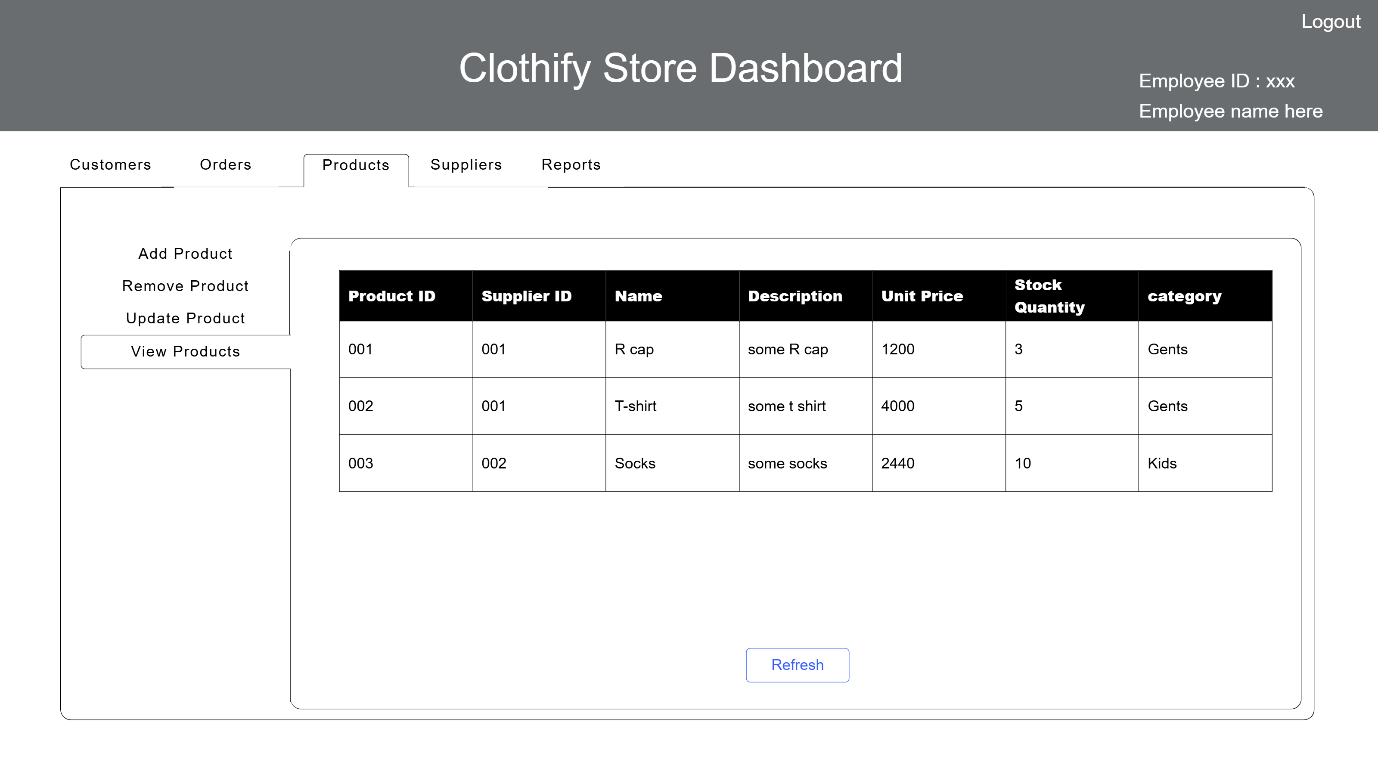 Logout
Clothify Store Dashboard
Employee ID : xxx
Employee name here
Customers Orders Products Suppliers Reports
Add Product
Remove Product
Update Product
View Products
Product ID Supplier ID Name Description Unit Price Stock Quantity category
001 001 R cap some R cap 1200 3 Gents
002 001 T-shirt some t shirt 4000 5 Gents
003 002 Socks some socks 2440 10 Kids
Refresh